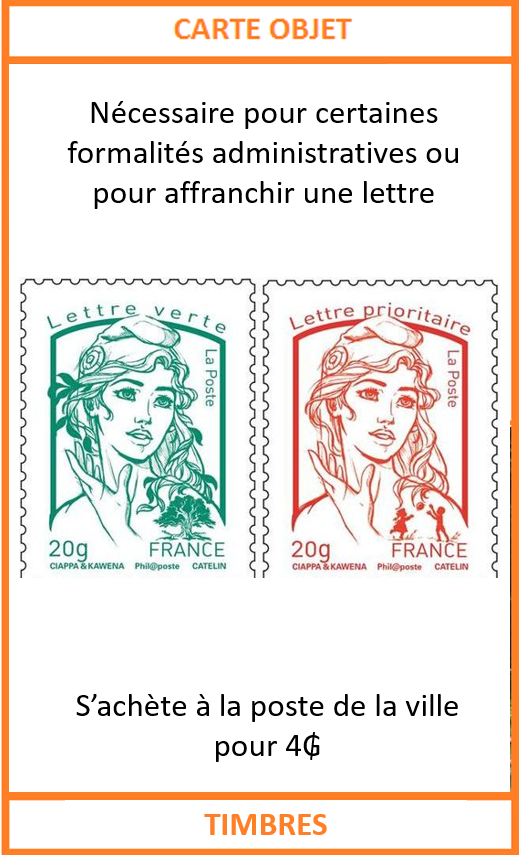 CARTE OBJET
Nécessaire pour certaines
formalités administratives ou
pour affranchir une lettre
Lettre verte
La Poste
20g
FRANCE
CIAPPA & KAWENA Phil@poste CATELIN
Lettre prioritaire
La Poste
20g
FRANCE
CIAPPA & KAWENA Phil@poste CATELIN
S’achète à la poste de la ville
pour 4₲
TIMBRES